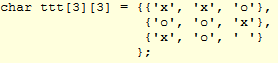 char ttt[3][3] = {{'x', 'x', 'o'},
{'o', 'o', 'x'},
{'x', 'o', ' '}
};